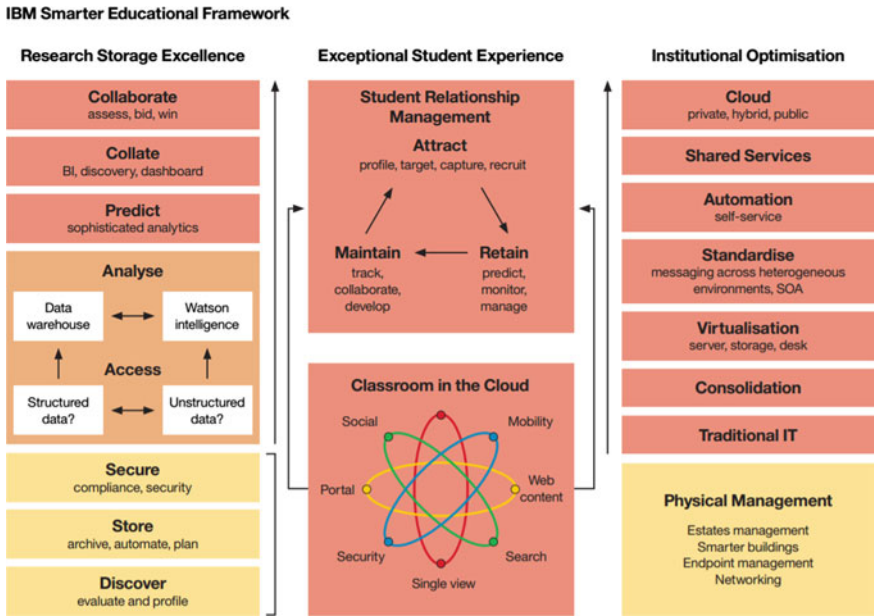 IBM Smarter Educational Framework
Research Storage Excellence
Collaborate
assess, bid, win
Collate
BI, discovery, dashboard
Predict
sophisticated analytics
Analyse
Data
warehouse
Watson
intelligence
Access
Structured
data?
Unstructured
data?
Secure
compliance, security
Store
archive, automate, plan
Discover
evaluate and profile
Exceptional Student Experience
Student Relationship
Management
Attract
profile, target, capture, recruit
Maintain
track,
collaborate,
develop
Retain
predict,
monitor,
manage
Classroom in the Cloud
Social
Mobility
Portal
Web
content
Security
Search
Single view
Institutional Optimisation
Cloud
private, hybrid, public
Shared Services
Automation
self-service
Standardise
messaging across heterogeneous
environments, SOA
Virtualisation
server, storage, desk
Consolidation
Traditional IT
Physical Management
Estates management
Smarter buildings
Endpoint management
Networking